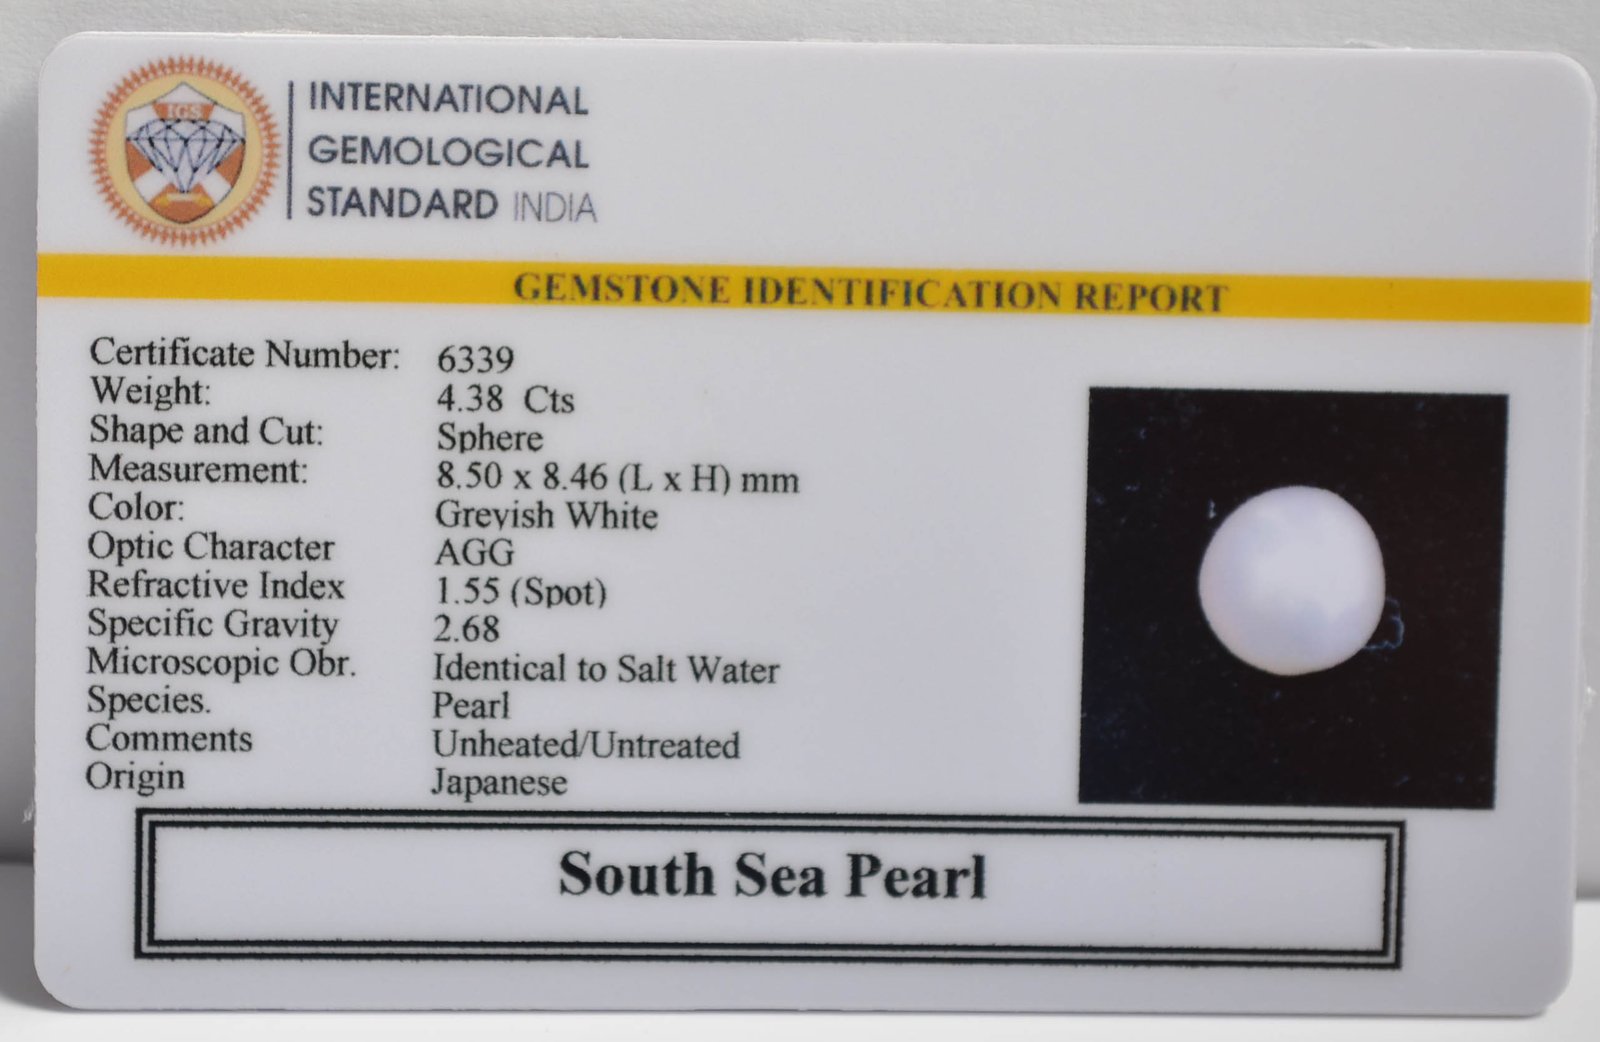 IGS
INTERNATIONAL
GEMOLOGICAL
STANDARD INDIA
GEMSTONE IDENTIFICATION REPORT
Certificate Number: 6339
Weight: 4.38 Cts
Shape and Cut: Sphere
Measurement: 8.50 x 8.46 (L x H) mm
Color: Greyish White
Optic Character AGG
Refractive Index 1.55 (Spot)
Specific Gravity 2.68
Microscopic Obr. Identical to Salt Water
Species. Pearl
Comments Unheated/Untreated
Origin Japanese
South Sea Pearl